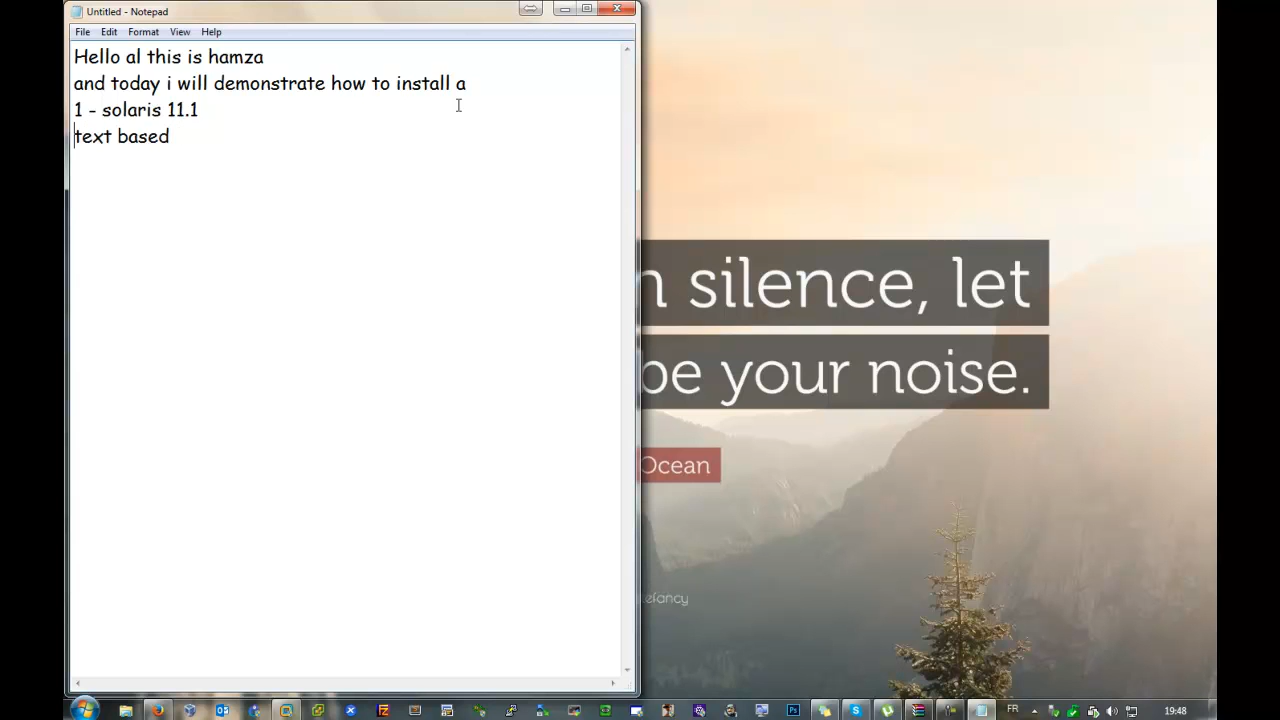 Untitled - Notepad
File Edit Format View Help
Hello al this is hamza
and today i will demonstrate how to install a
1 - solaris 11.1
text based
n silence, let
be your noise.
Ocean
efancy
FR
19:48